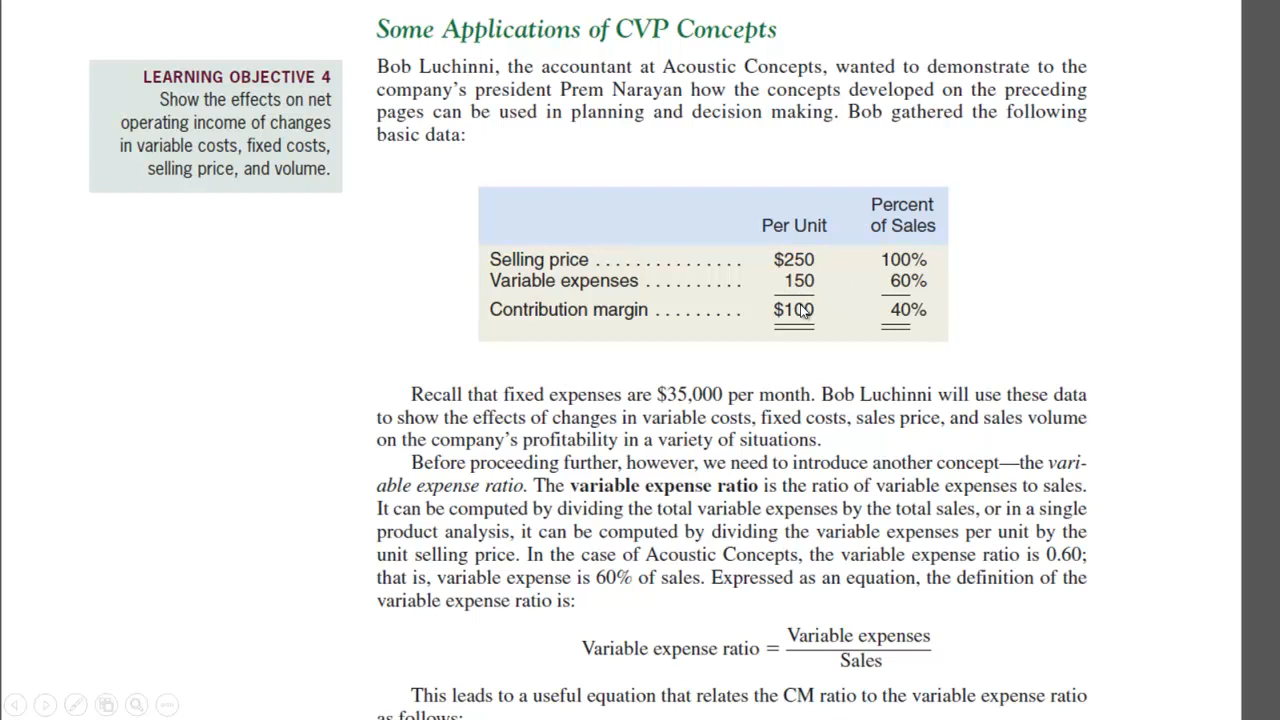 Some Applications of CVP Concepts
LEARNING OBJECTIVE 4
Show the effects on net
operating income of changes
in variable costs, fixed costs,
selling price, and volume.
Bob Luchinni, the accountant at Acoustic Concepts, wanted to demonstrate to the
company's president Prem Narayan how the concepts developed on the preceding
pages can be used in planning and decision making. Bob gathered the following
basic data:
Percent
Per Unit of Sales
Selling price . . . . . . . . . . . . . . . $250 100%
Variable expenses . . . . . . . . . . 150 60%
Contribution margin . . . . . . . . . $100 40%
Recall that fixed expenses are $35,000 per month. Bob Luchinni will use these data
to show the effects of changes in variable costs, fixed costs, sales price, and sales volume
on the company's profitability in a variety of situations.
Before proceeding further, however, we need to introduce another concept—the vari-
able expense ratio. The variable expense ratio is the ratio of variable expenses to sales.
It can be computed by dividing the total variable expenses by the total sales, or in a single
product analysis, it can be computed by dividing the variable expenses per unit by the
unit selling price. In the case of Acoustic Concepts, the variable expense ratio is 0.60;
that is, variable expense is 60% of sales. Expressed as an equation, the definition of the
variable expense ratio is:
Variable expense ratio = Variable expenses
Sales
This leads to a useful equation that relates the CM ratio to the variable expense ratio
as follows: